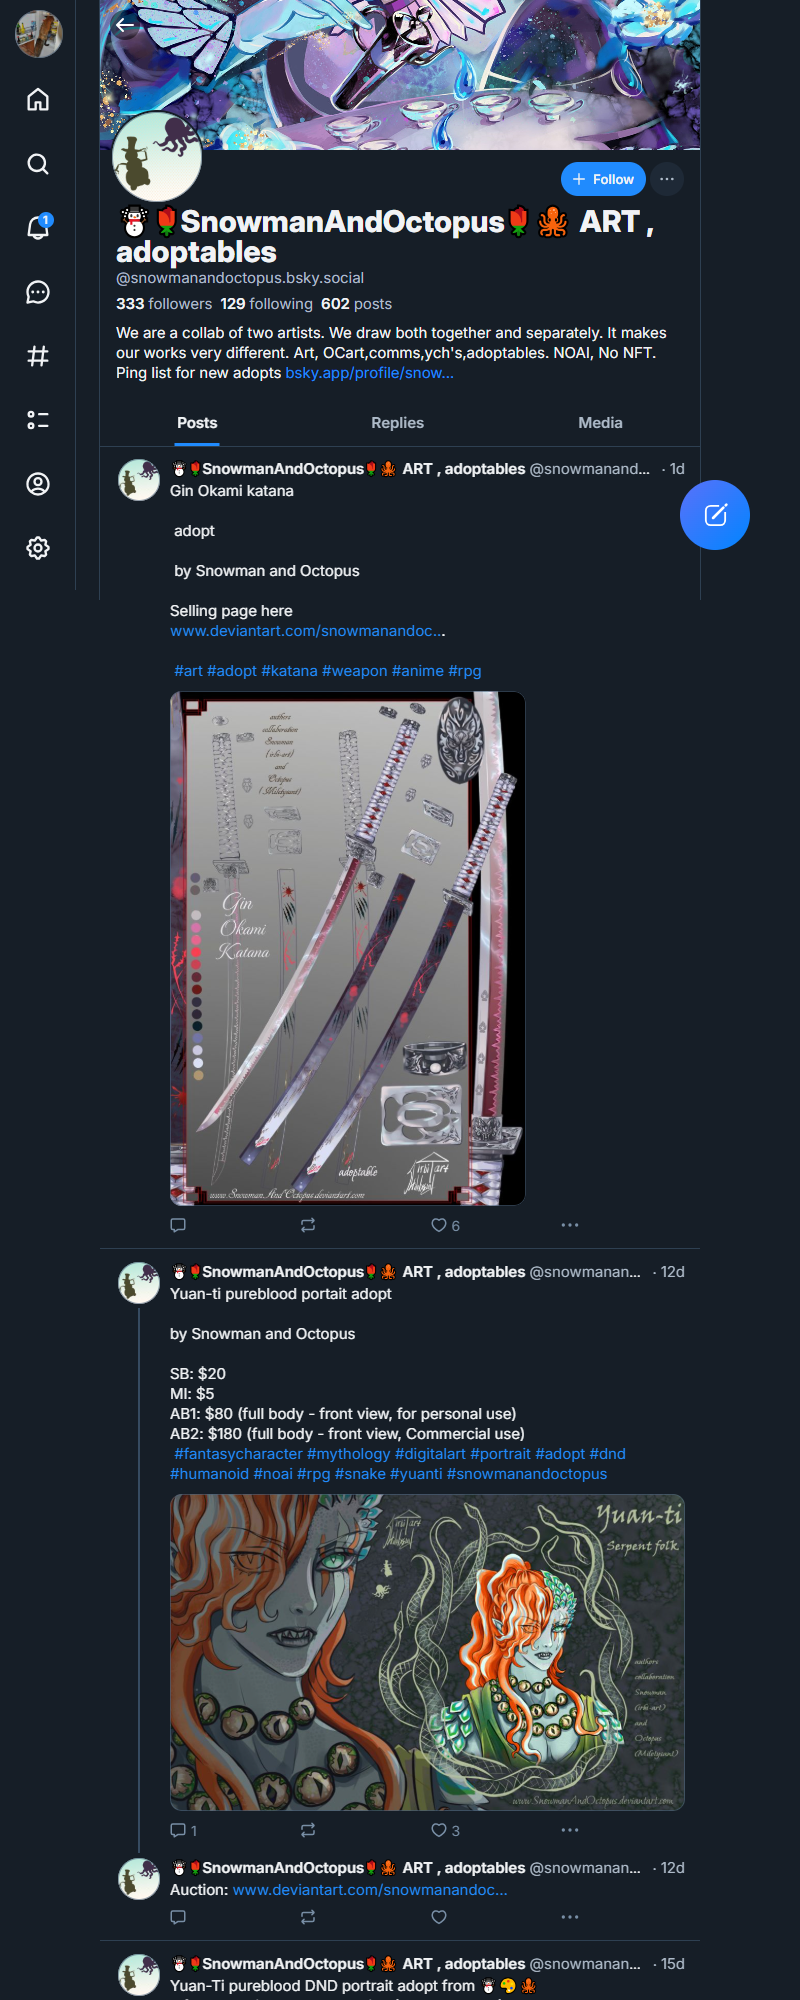 ☃️🌹SnowmanAndOctopus🌹🐙 ART ,
adoptables
@snowmanandoctopus.bsky.social
333 followers 129 following 602 posts
We are a collab of two artists. We draw both together and separately. It makes
our works very different. Art, OCart,comms,ych's,adoptables. NOAI, No NFT.
Ping list for new adopts bsky.app/profile/snow...
Posts Replies Media
1
☃️🌹SnowmanAndOctopus🌹🐙 ART , adoptables @snowmanand... · 1d
Gin Okami katana
adopt
by Snowman and Octopus
Selling page here
www.deviantart.com/snowmanandoc...
#art #adopt #katana #weapon #anime #rpg
authors
collaboration
Snowman
(irbi-art)
and
Octopus
(Mdelyuant)
Gin
Okami
Katana
adoptable
www.SnowmanAndOctopus.deviantart.com
6
☃️🌹SnowmanAndOctopus🌹🐙 ART , adoptables @snowmanan... · 12d
Yuan-ti pureblood portait adopt
by Snowman and Octopus
SB: $20
MI: $5
AB1: $80 (full body - front view, for personal use)
AB2: $180 (full body - front view, Commercial use)
#fantasycharacter #mythology #digitalart #portrait #adopt #dnd
#humanoid #noai #rpg #snake #yuanti #snowmanandoctopus
Yuan-ti
Serpent folk
authors
collaboration
Snowman
(irbi-art)
and
Octopus
(Mdelyuant)
www.SnowmanAndOctopus.deviantart.com
1 3
☃️🌹SnowmanAndOctopus🌹🐙 ART , adoptables @snowmanan... · 12d
Auction: www.deviantart.com/snowmanandoc...
☃️🌹SnowmanAndOctopus🌹🐙 ART , adoptables @snowmanan... · 15d
Yuan-Ti pureblood DND portrait adopt from ☃️🎨🐙